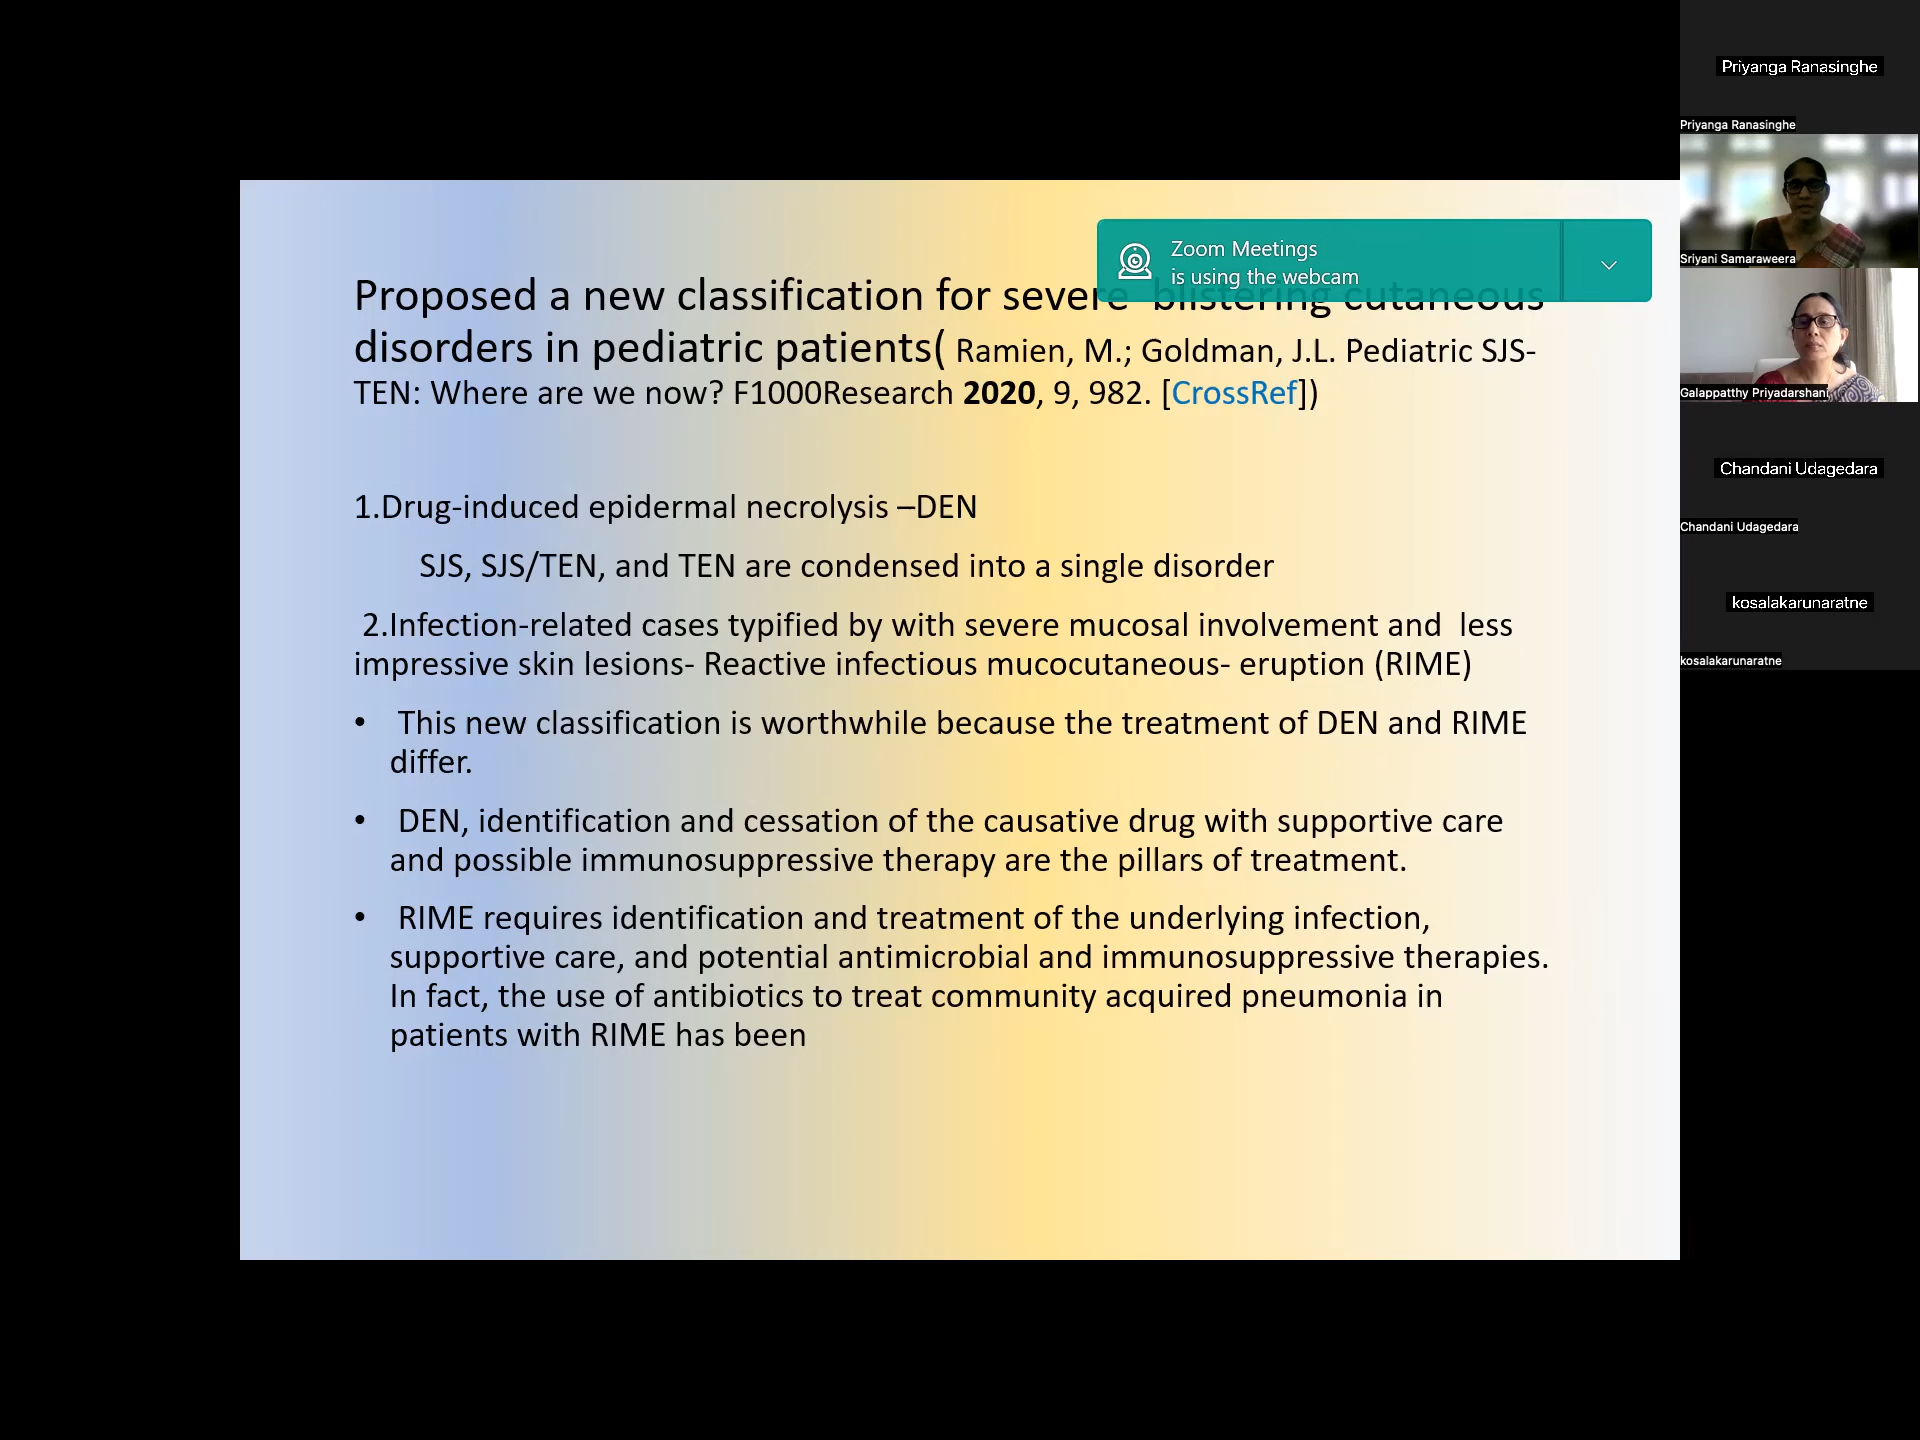 Proposed a new classification for severe blistering cutaneous
disorders in pediatric patients( Ramien, M.; Goldman, J.L. Pediatric SJS-
TEN: Where are we now? F1000Research 2020, 9, 982. [CrossRef])
Zoom Meetings
is using the webcam
1.Drug-induced epidermal necrolysis –DEN
SJS, SJS/TEN, and TEN are condensed into a single disorder
2.Infection-related cases typified by with severe mucosal involvement and less
impressive skin lesions- Reactive infectious mucocutaneous- eruption (RIME)
• This new classification is worthwhile because the treatment of DEN and RIME
differ.
• DEN, identification and cessation of the causative drug with supportive care
and possible immunosuppressive therapy are the pillars of treatment.
• RIME requires identification and treatment of the underlying infection,
supportive care, and potential antimicrobial and immunosuppressive therapies.
In fact, the use of antibiotics to treat community acquired pneumonia in
patients with RIME has been
Priyanga Ranasinghe
Priyanga Ranasinghe
Sriyani Samaraweera
Galappatthy Priyadarshani
Chandani Udagedara
Chandani Udagedara
kosalakarunaratne
kosalakarunaratne